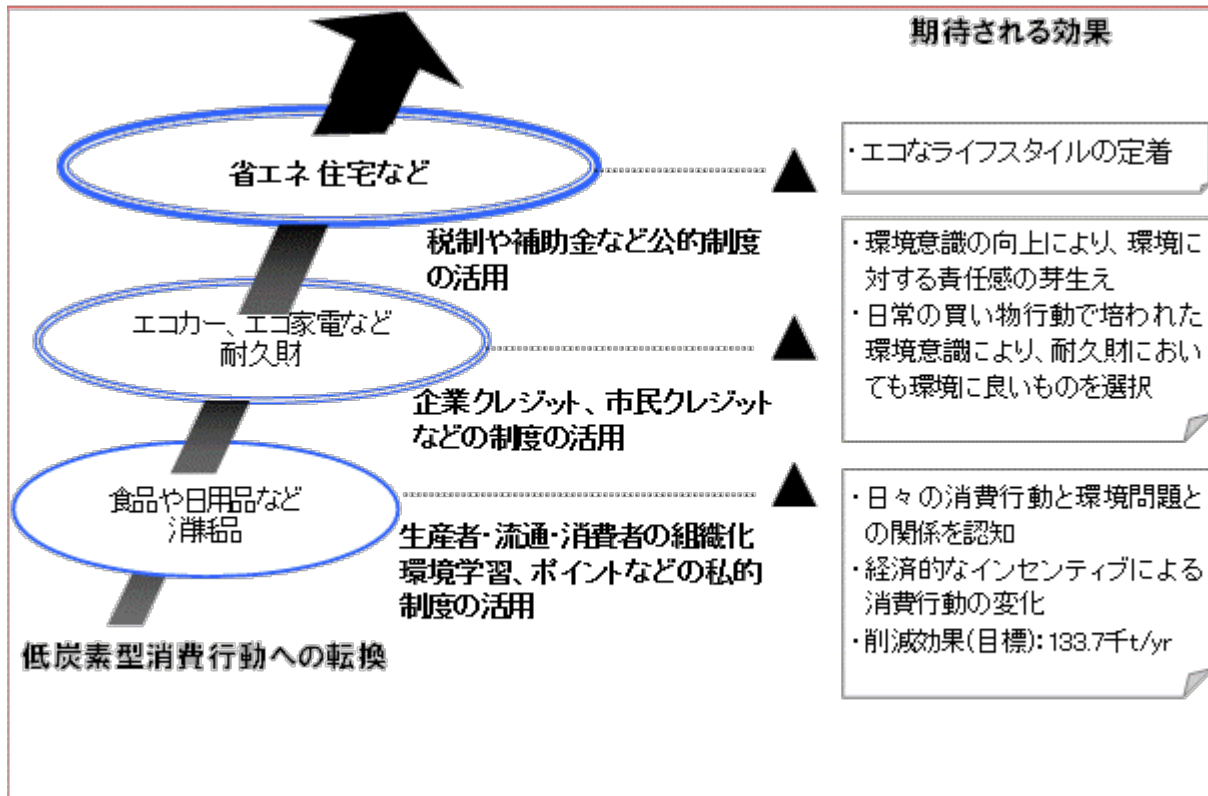 期待される効果
省エネ住宅など
・エコなライフスタイルの定着
税制や補助金など公的制度
の活用
・環境意識の向上により、環境に
対する責任感の芽生え
・日常の買い物行動で培われた
環境意識により、耐久財におい
ても環境に良いものを選択
エコカー、エコ家電など
耐久財
企業クレジット、市民クレジット
などの制度の活用
食品や日用品など
消耗品
生産者・流通・消費者の組織化
環境学習、ポイントなどの私的
制度の活用
・日々の消費行動と環境問題と
の関係を認知
・経済的なインセンティブによる
消費行動の変化
・削減効果(目標):133.7千t/yr
低炭素型消費行動への転換